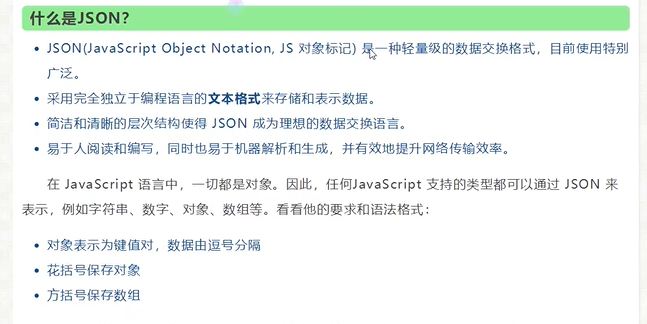 什么是JSON？
JSON(JavaScript Object Notation, JS 对象标记) 是一种轻量级的数据交换格式，目前使用特别
广泛。
采用完全独立于编程语言的文本格式来存储和表示数据。
简洁和清晰的层次结构使得 JSON 成为理想的数据交换语言。
易于人阅读和编写，同时也易于机器解析和生成，并有效地提升网络传输效率。
在 JavaScript 语言中，一切都是对象。因此，任何JavaScript 支持的类型都可以通过 JSON 来
表示，例如字符串、数字、对象、数组等。看看他的要求和语法格式：
对象表示为键值对，数据由逗号分隔
花括号保存对象
方括号保存数组